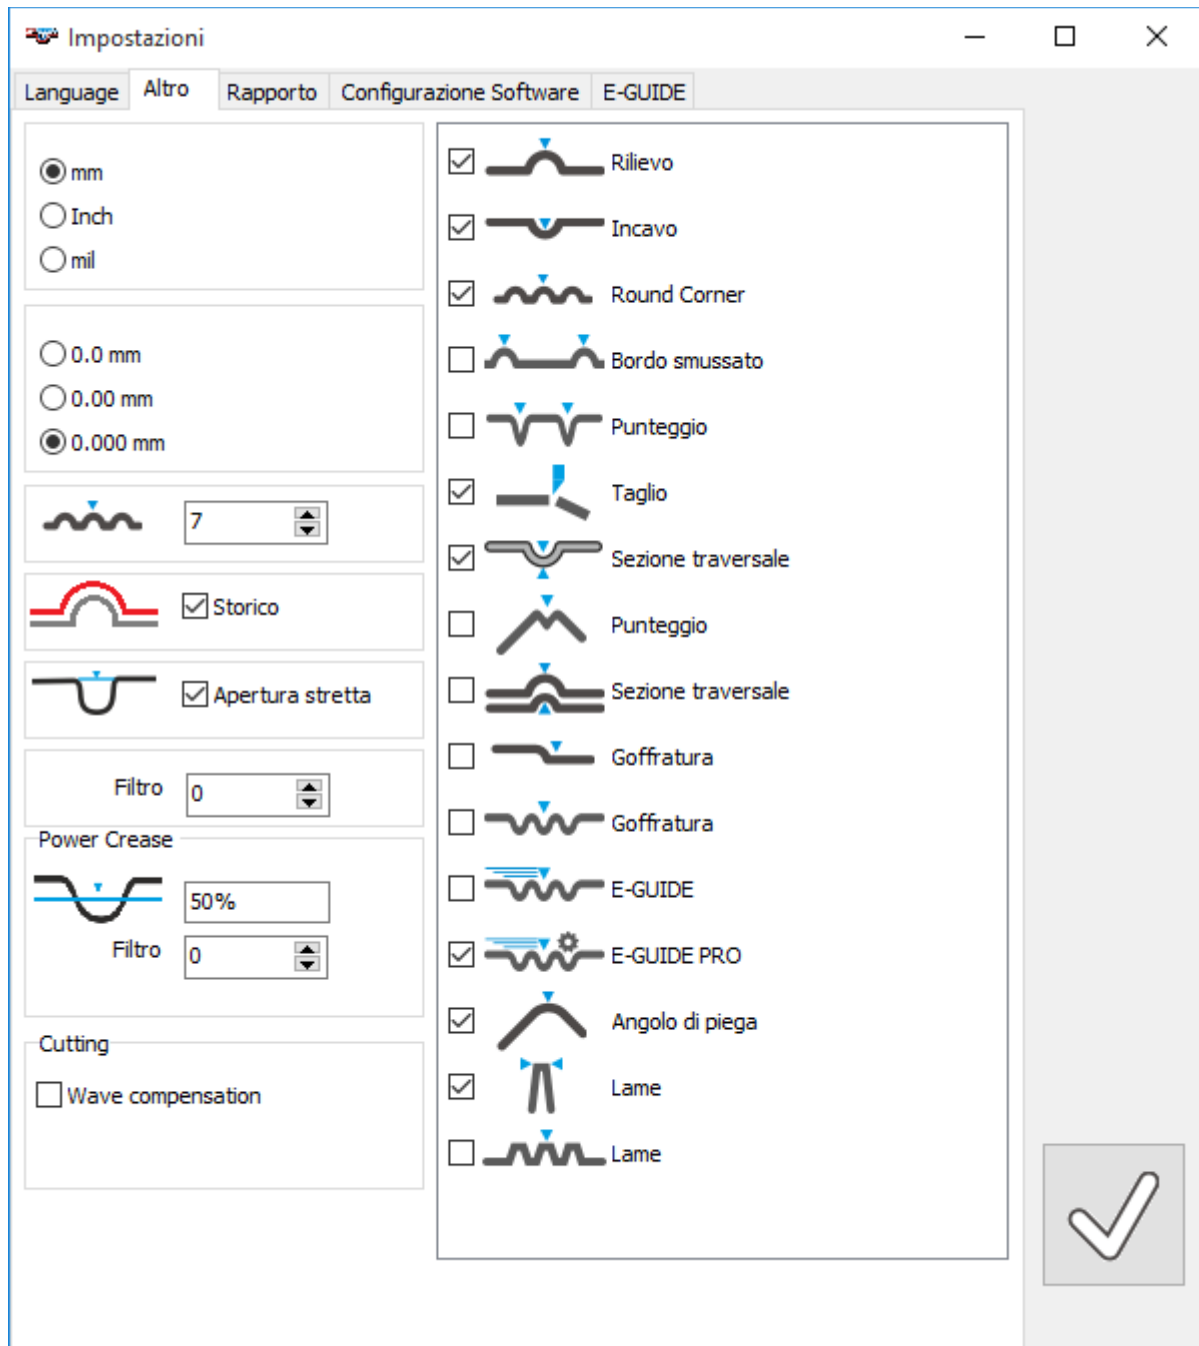 Impostazioni
Language Altro Rapporto Configurazione Software E-GUIDE
mm
Inch
mil
0.0 mm
0.00 mm
0.000 mm
7
Storico
Apertura stretta
Filtro 0
Power Crease
50%
Filtro 0
Cutting
Wave compensation
Rilievo
Incavo
Round Corner
Bordo smussato
Punteggio
Taglio
Sezione traversale
Punteggio
Sezione traversale
Goffratura
Goffratura
E-GUIDE
E-GUIDE PRO
Angolo di piega
Lame
Lame